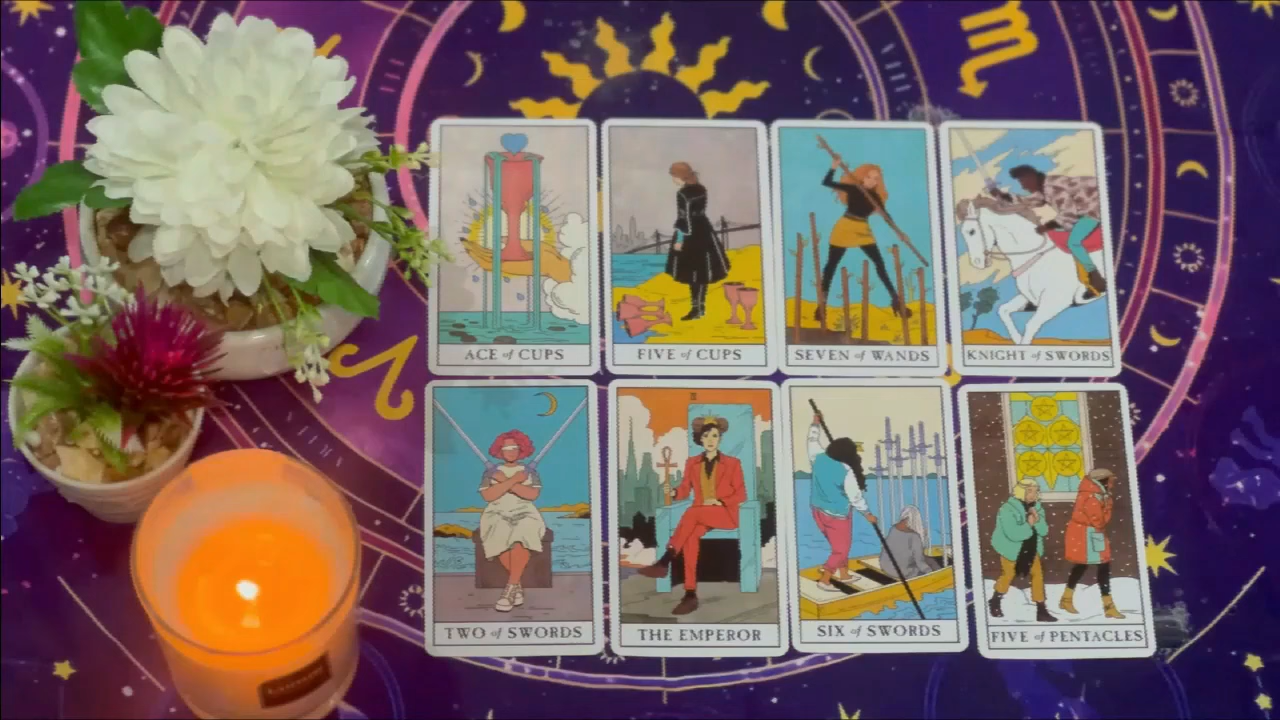 ACE of CUPS
FIVE of CUPS
SEVEN of WANDS
KNIGHT of SWORDS
TWO of SWORDS
THE EMPEROR
SIX of SWORDS
FIVE of PENTACLES